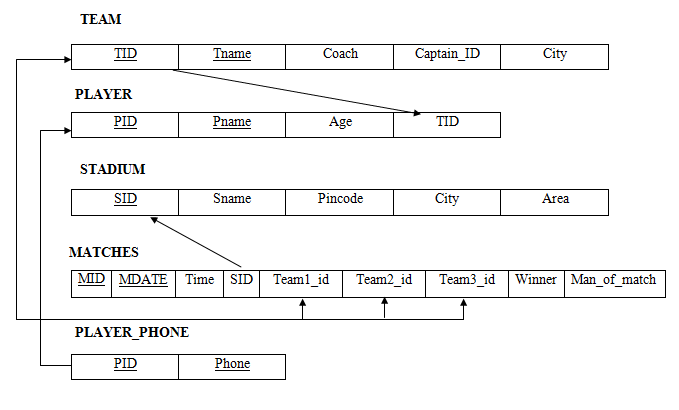 TEAM
TID Tname Coach Captain_ID City
PLAYER
PID Pname Age TID
STADIUM
SID Sname Pincode City Area
MATCHES
MID MDATE Time SID Team1_id Team2_id Team3_id Winner Man_of_match
PLAYER_PHONE
PID Phone